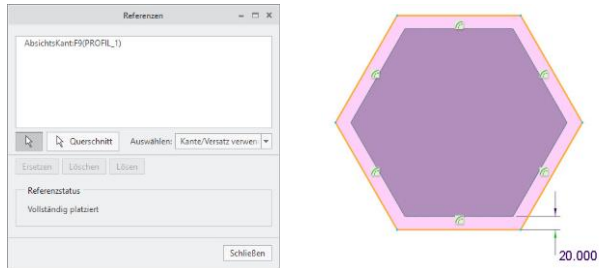 Referenzen
AbsichtsKant:F9(PROFIL_1)
Querschnitt Auswählen: Kante/Versatz verwen
Ersetzen Löschen Lösen
Referenzstatus
Vollständig platziert
Schließen
20.000